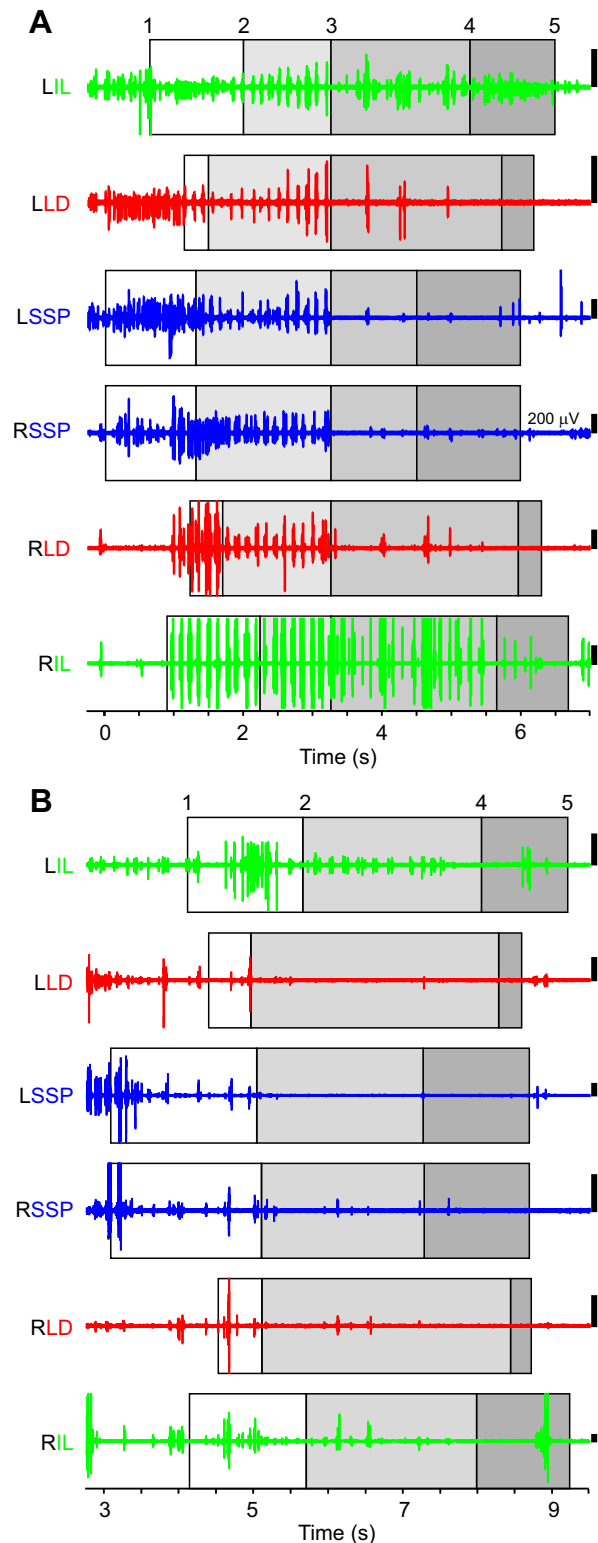 A
1 2 3 4 5
LIL
LLD
LSSP
RSSP
200 µV
RLD
RIL
0 2 4 6
Time (s)
B
1 2 4 5
LIL
LLD
LSSP
RSSP
RLD
RIL
3 5 7 9
Time (s)